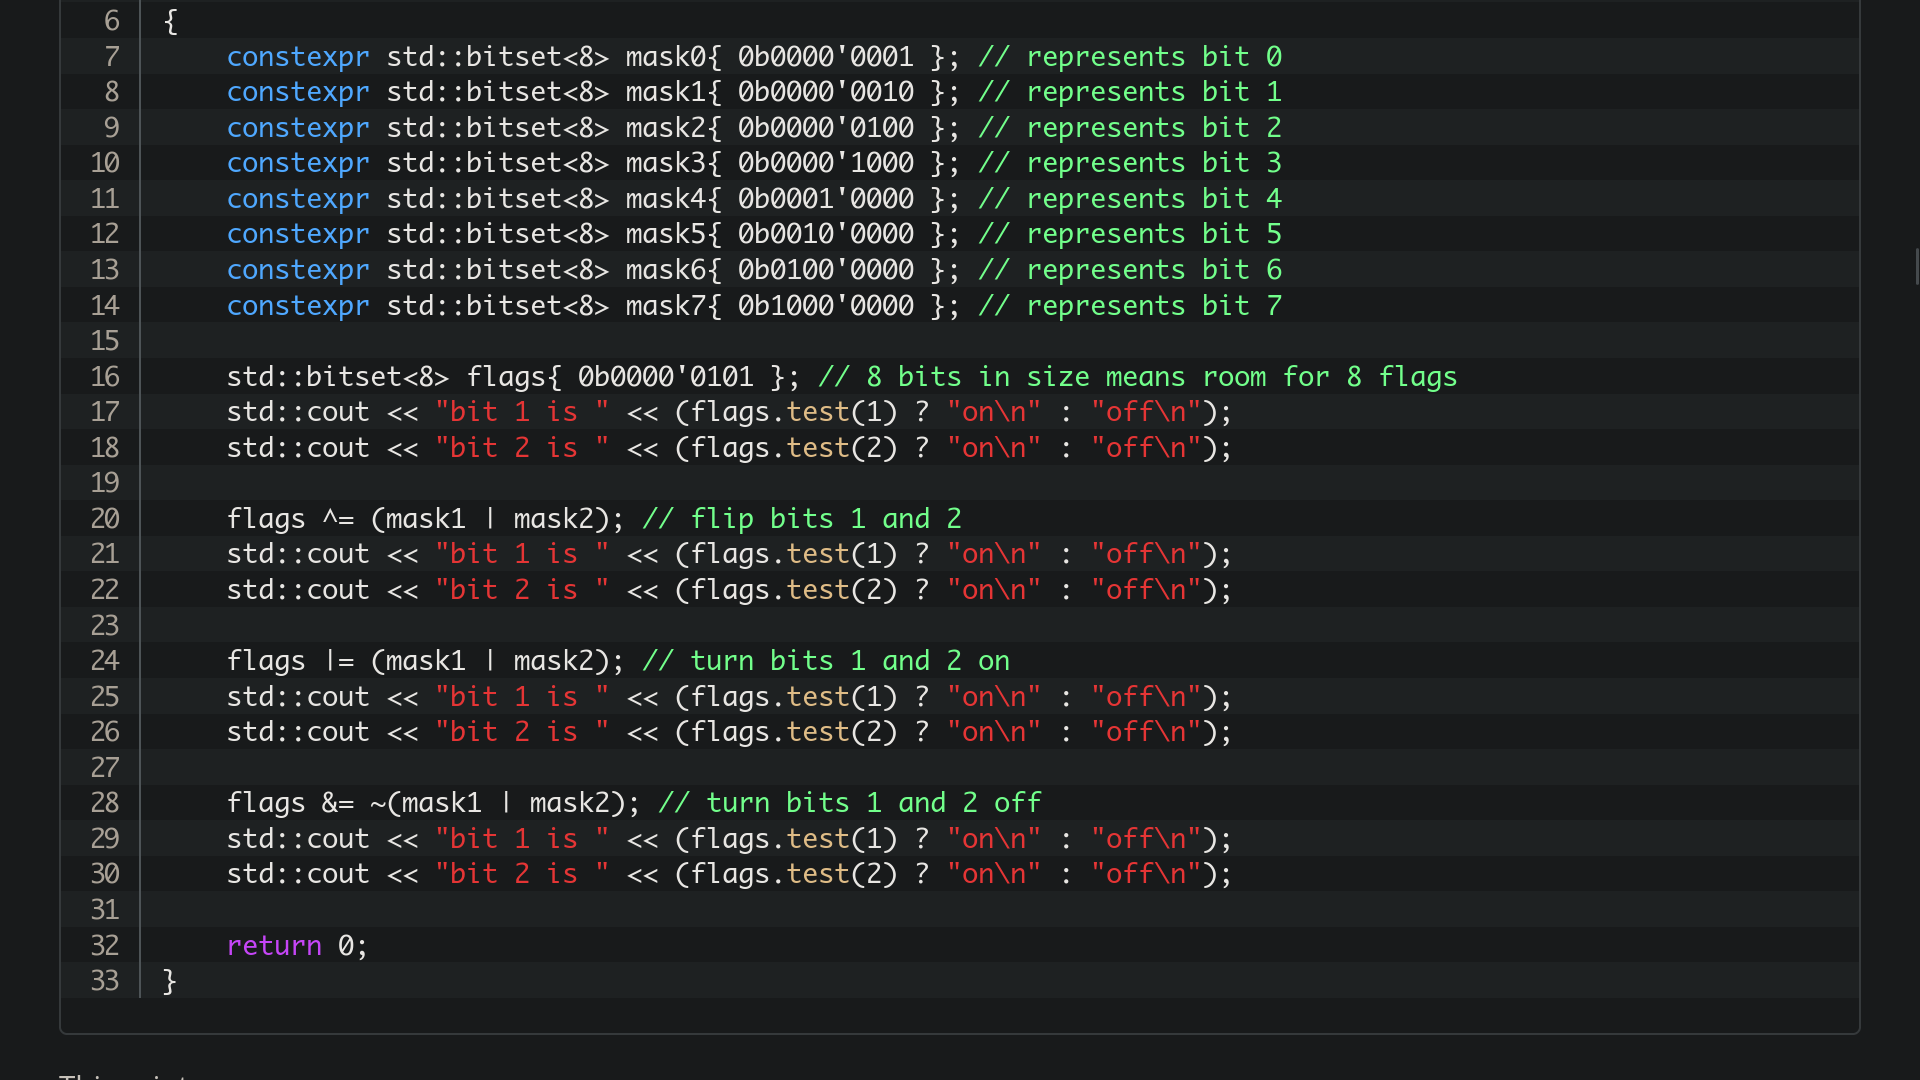 6 {
7 constexpr std::bitset<8> mask0{ 0b0000'0001 }; // represents bit 0
8 constexpr std::bitset<8> mask1{ 0b0000'0010 }; // represents bit 1
9 constexpr std::bitset<8> mask2{ 0b0000'0100 }; // represents bit 2
10 constexpr std::bitset<8> mask3{ 0b0000'1000 }; // represents bit 3
11 constexpr std::bitset<8> mask4{ 0b0001'0000 }; // represents bit 4
12 constexpr std::bitset<8> mask5{ 0b0010'0000 }; // represents bit 5
13 constexpr std::bitset<8> mask6{ 0b0100'0000 }; // represents bit 6
14 constexpr std::bitset<8> mask7{ 0b1000'0000 }; // represents bit 7
15
16 std::bitset<8> flags{ 0b0000'0101 }; // 8 bits in size means room for 8 flags
17 std::cout << "bit 1 is " << (flags.test(1) ? "on\n" : "off\n");
18 std::cout << "bit 2 is " << (flags.test(2) ? "on\n" : "off\n");
19
20 flags ^= (mask1 | mask2); // flip bits 1 and 2
21 std::cout << "bit 1 is " << (flags.test(1) ? "on\n" : "off\n");
22 std::cout << "bit 2 is " << (flags.test(2) ? "on\n" : "off\n");
23
24 flags |= (mask1 | mask2); // turn bits 1 and 2 on
25 std::cout << "bit 1 is " << (flags.test(1) ? "on\n" : "off\n");
26 std::cout << "bit 2 is " << (flags.test(2) ? "on\n" : "off\n");
27
28 flags &= ~(mask1 | mask2); // turn bits 1 and 2 off
29 std::cout << "bit 1 is " << (flags.test(1) ? "on\n" : "off\n");
30 std::cout << "bit 2 is " << (flags.test(2) ? "on\n" : "off\n");
31
32 return 0;
33 }